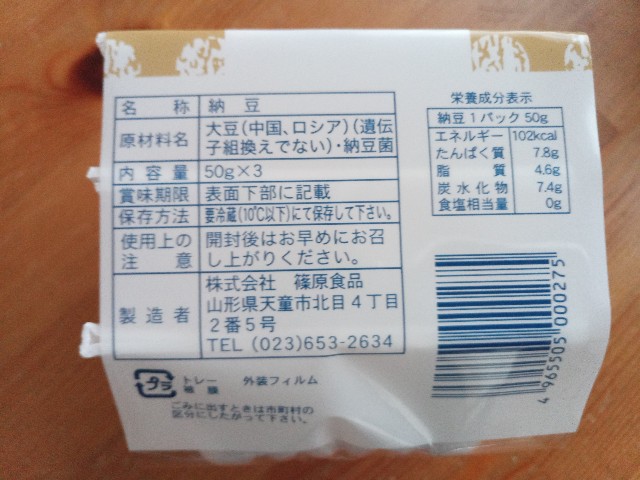 名称 納豆
原材料名 大豆(中国、ロシア)(遺伝
子組換えでない)・納豆菌
内容量 50g×3
賞味期限 表面下部に記載
保存方法 要冷蔵(10℃以下)にて保存して下さい。
使用上の注意 開封後はお早めにお召
し上がりください。
製造者 株式会社 篠原食品
山形県天童市北目4丁目
2番5号
TEL (023)653-2634
プラ
トレー 外装フィルム
被膜
ごみに出すときは市町村の
区分にしたがって下さい。
栄養成分表示
納豆1パック50g
エネルギー 102kcal
たんぱく質 7.8g
脂質 4.6g
炭水化物 7.4g
食塩相当量 0g
4 965505 000275